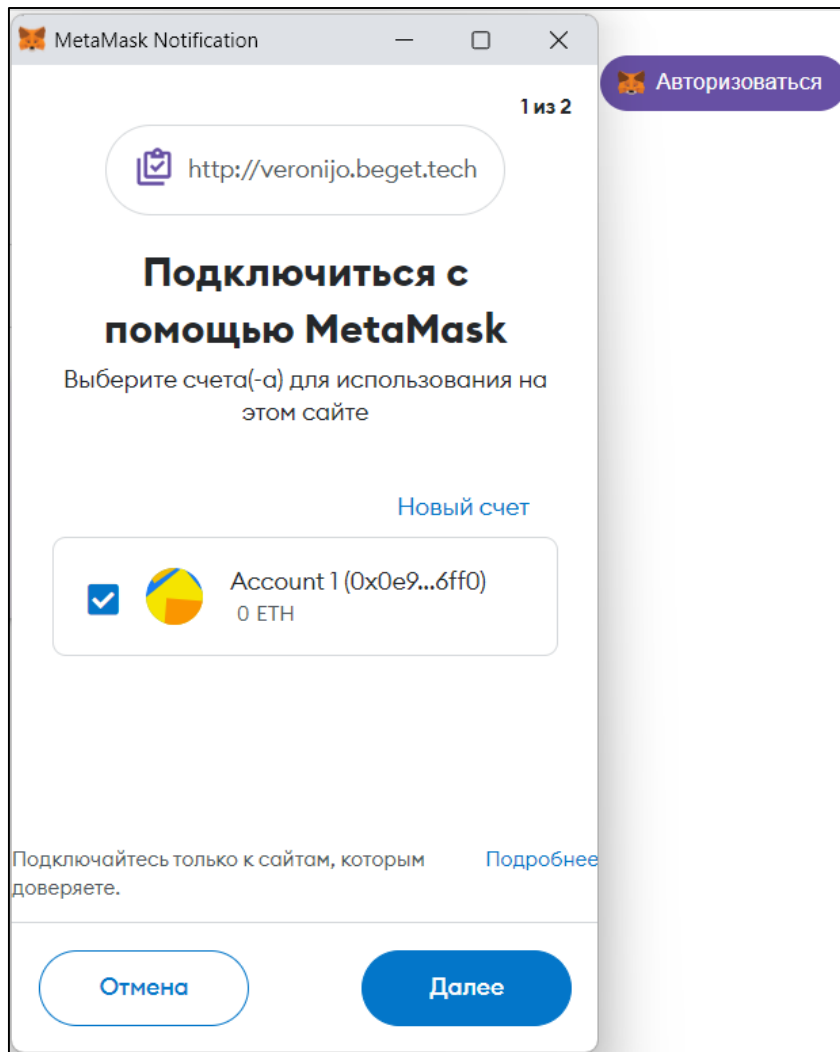 MetaMask Notification
Авторизоваться
1 из 2
http://veronijo.beget.tech
Подключиться с
помощью MetaMask
Выберите счета(-а) для использования на
этом сайте
Новый счет
Account 1 (0x0e9...6ff0)
0 ETH
Подключайтесь только к сайтам, которым
доверяете.
Подробнее
Отмена
Далее